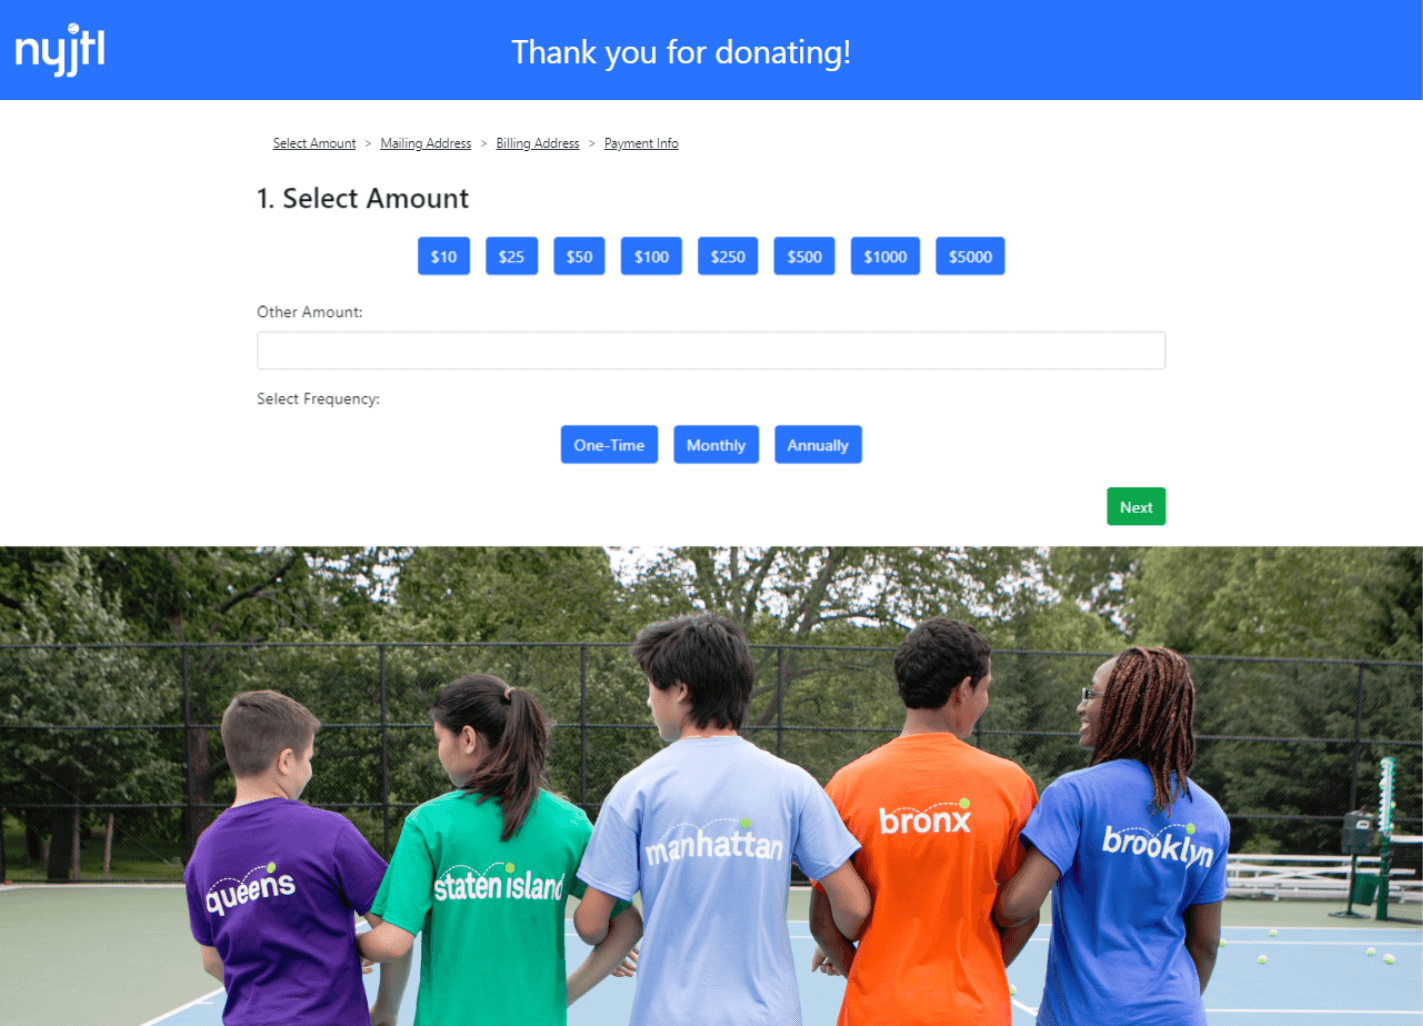 nyjtl
Thank you for donating!
Select Amount > Mailing Address > Billing Address > Payment Info
1. Select Amount
$10 $25 $50 $100 $250 $500 $1000 $5000
Other Amount:
Select Frequency:
One-Time Monthly Annually
Next
queens
staten island
manhattan
bronx
brooklyn